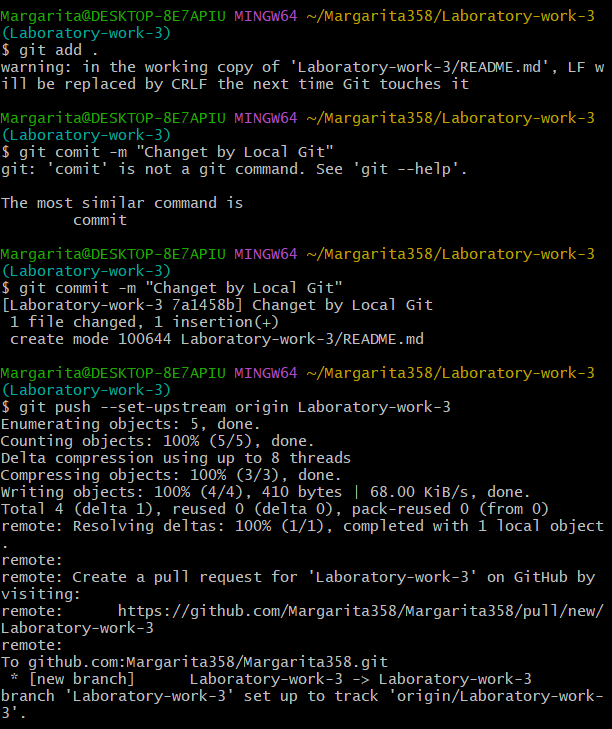 Margarita@DESKTOP-8E7APIU MINGW64 ~/Margarita358/Laboratory-work-3
(Laboratory-work-3)
$ git add .
warning: in the working copy of 'Laboratory-work-3/README.md', LF w
ill be replaced by CRLF the next time Git touches it

Margarita@DESKTOP-8E7APIU MINGW64 ~/Margarita358/Laboratory-work-3
(Laboratory-work-3)
$ git comit -m "Changet by Local Git"
git: 'comit' is not a git command. See 'git --help'.

The most similar command is
        commit

Margarita@DESKTOP-8E7APIU MINGW64 ~/Margarita358/Laboratory-work-3
(Laboratory-work-3)
$ git commit -m "Changet by Local Git"
[Laboratory-work-3 7a1458b] Changet by Local Git
 1 file changed, 1 insertion(+)
 create mode 100644 Laboratory-work-3/README.md

Margarita@DESKTOP-8E7APIU MINGW64 ~/Margarita358/Laboratory-work-3
(Laboratory-work-3)
$ git push --set-upstream origin Laboratory-work-3
Enumerating objects: 5, done.
Counting objects: 100% (5/5), done.
Delta compression using up to 8 threads
Compressing objects: 100% (3/3), done.
Writing objects: 100% (4/4), 410 bytes | 68.00 KiB/s, done.
Total 4 (delta 1), reused 0 (delta 0), pack-reused 0 (from 0)
remote: Resolving deltas: 100% (1/1), completed with 1 local object
.
remote:
remote: Create a pull request for 'Laboratory-work-3' on GitHub by
visiting:
remote:      https://github.com/Margarita358/Margarita358/pull/new/
Laboratory-work-3
remote:
To github.com:Margarita358/Margarita358.git
 * [new branch]      Laboratory-work-3 -> Laboratory-work-3
branch 'Laboratory-work-3' set up to track 'origin/Laboratory-work-
3'.